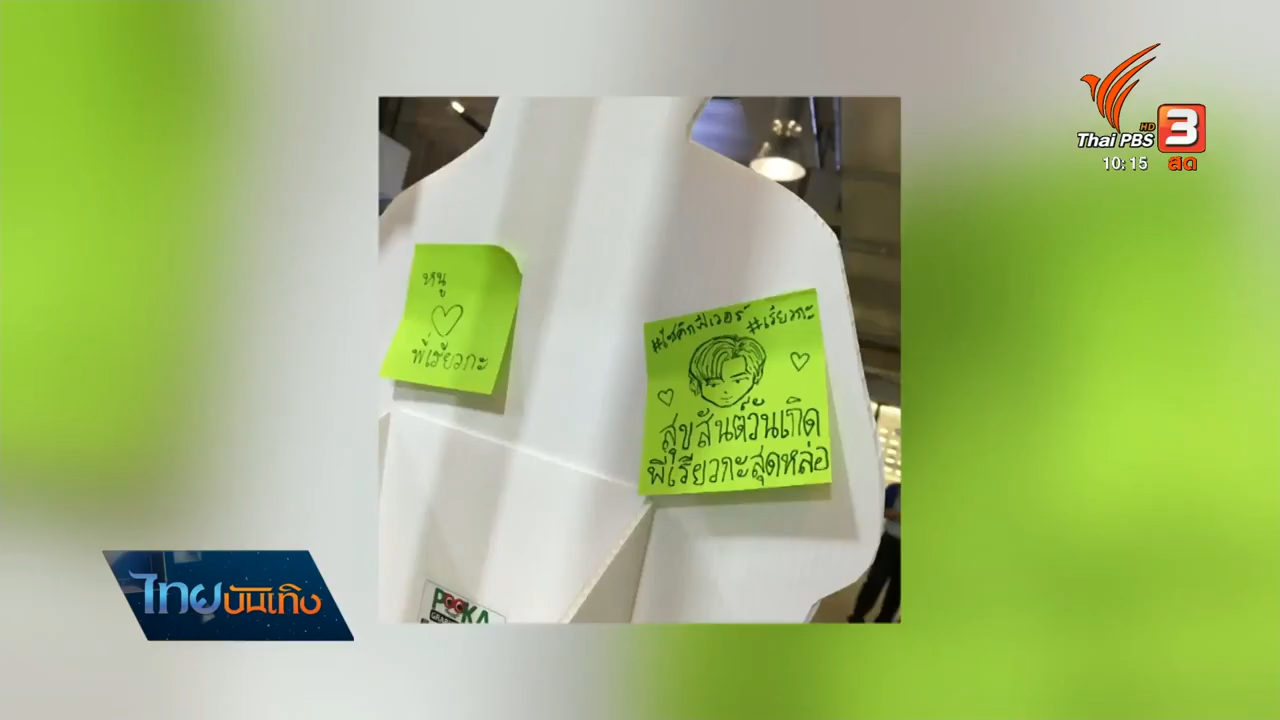 Thai PBS HD 3
10:15 สด
หนู
พี่เรียวกะ
#โซคิกฟีเวอร์ #เรียวกะ
สุขสันต์วันเกิด
พี่เรียวกะสุดหล่อ
ไทยบันเทิง
POOKA